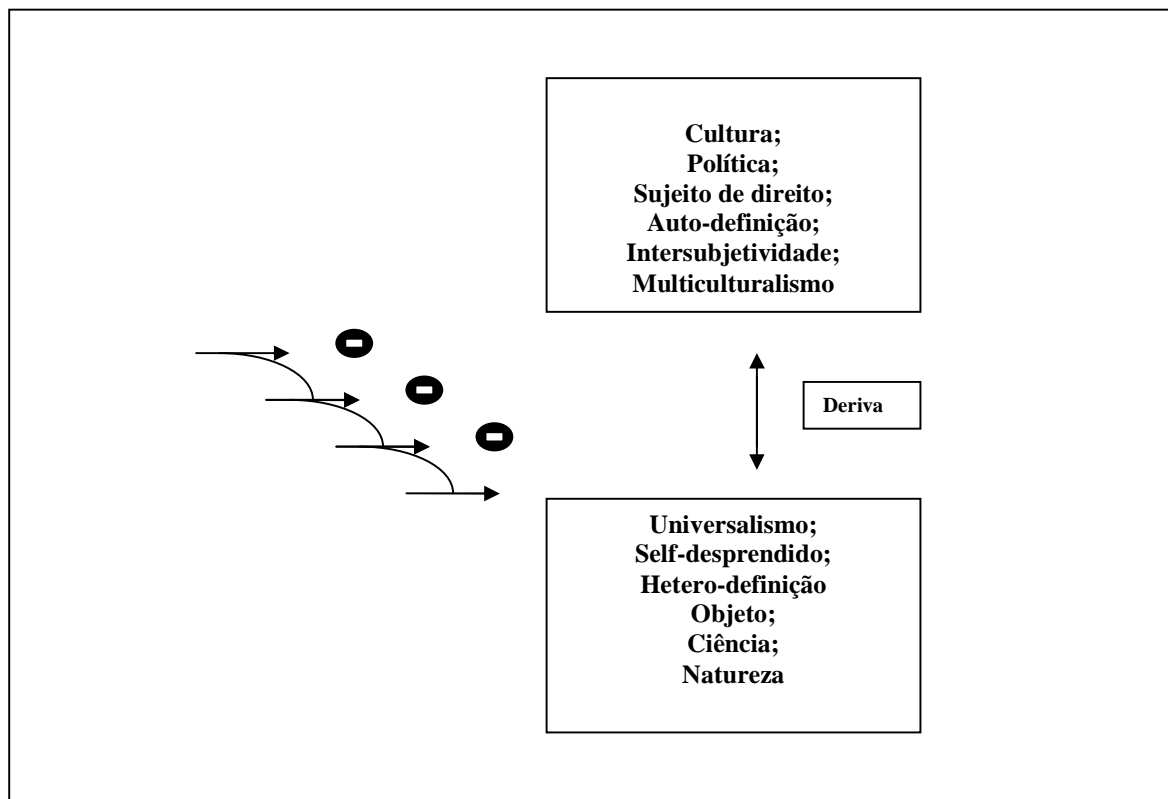 Cultura;
Política;
Sujeito de direito;
Auto-definição;
Intersubjetividade;
Multiculturalismo
Deriva
Universalismo;
Self-desprendido;
Hetero-definição
Objeto;
Ciência;
Natureza